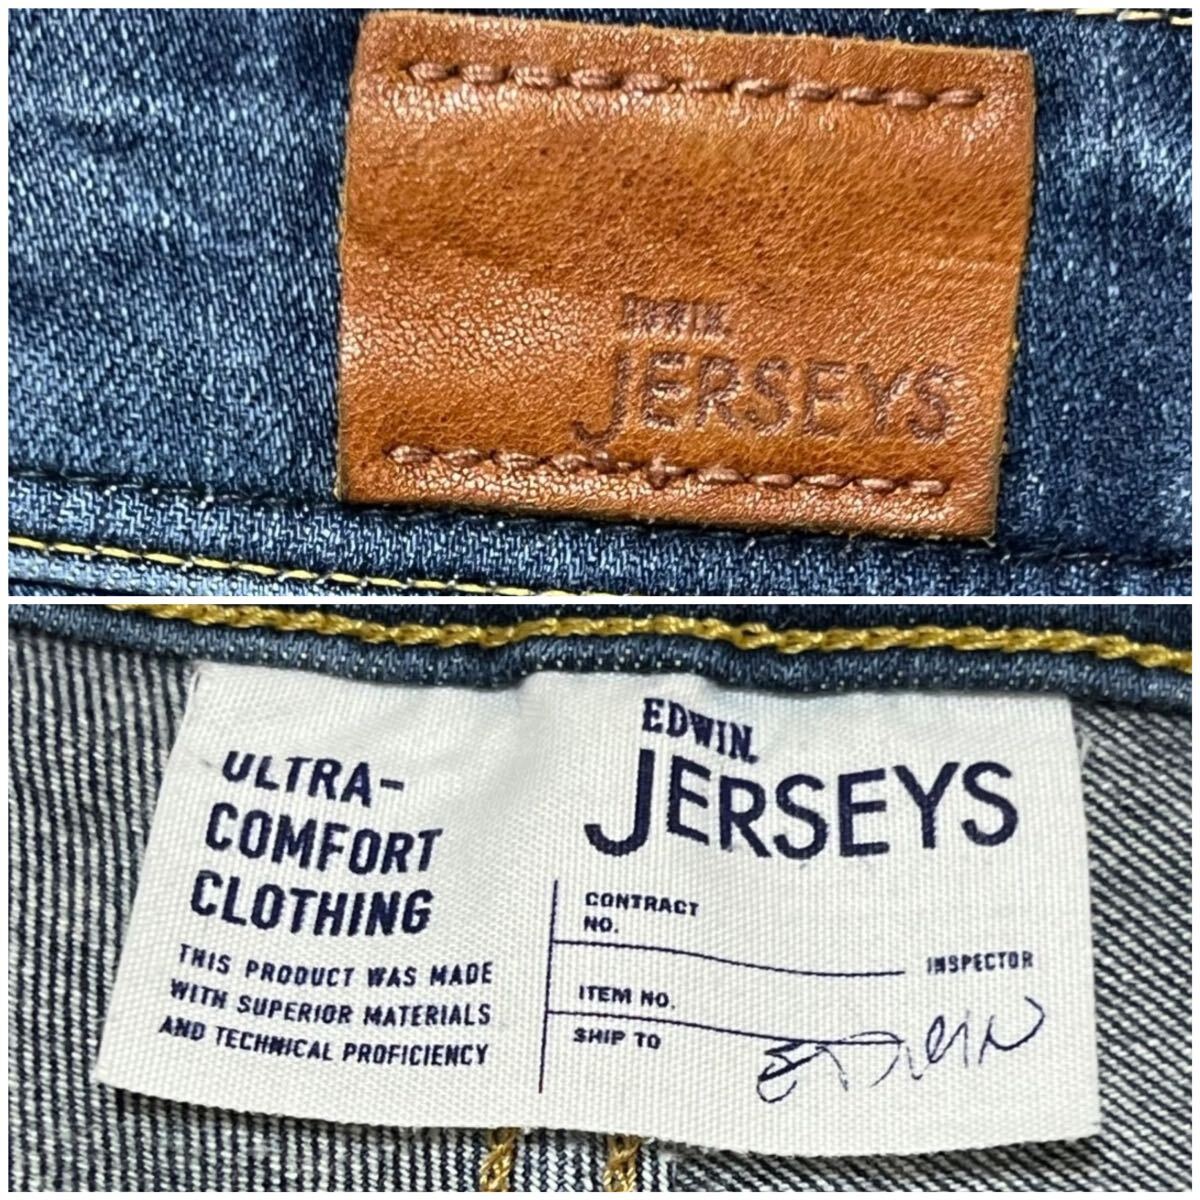 EDWIN.
JERSEYS
ULTRA-
COMFORT
CLOTHING
THIS PRODUCT WAS MADE
WITH SUPERIOR MATERIALS
AND TECHNICAL PROFICIENCY
EDWIN.
JERSEYS
CONTRACT
NO.
INSPECTOR
ITEM NO.
SHIP TO
EDWIN